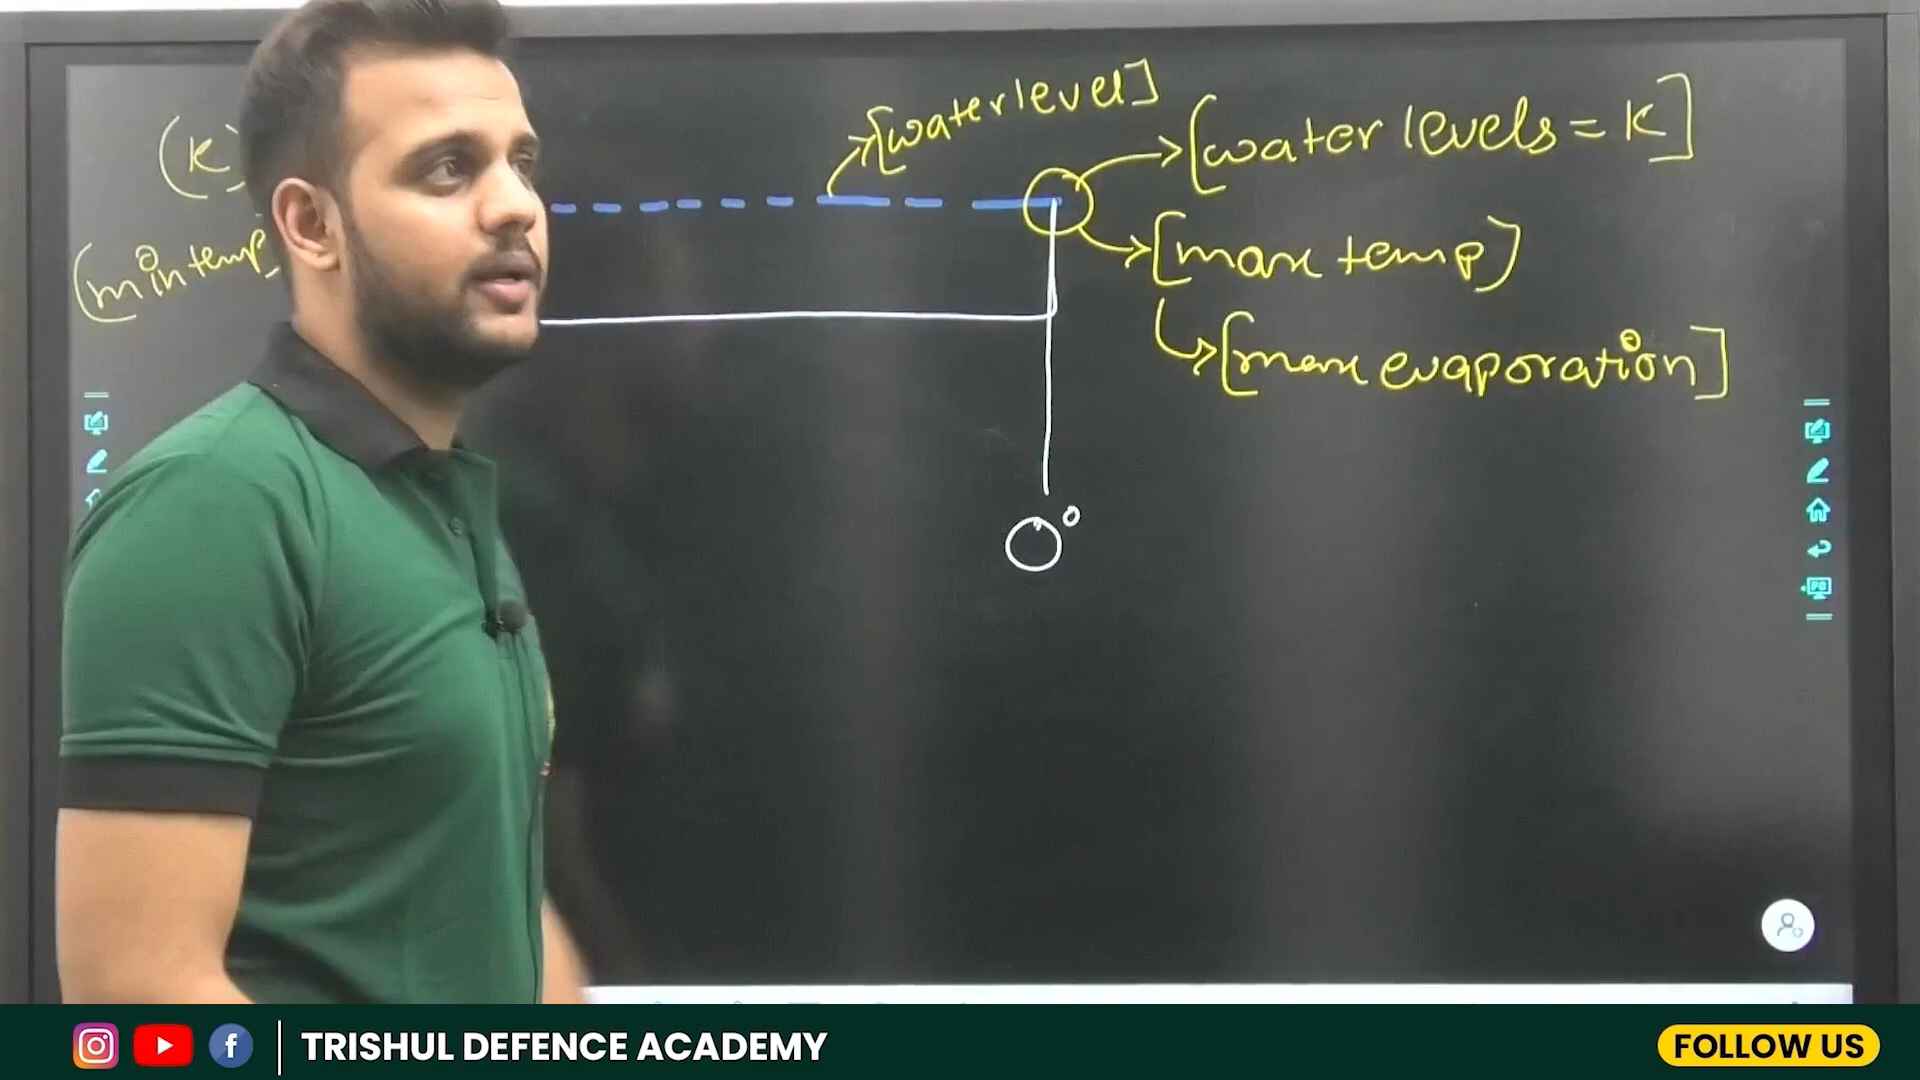 [water level]
[water levels = K]
(K)
[max temp]
(min temp
[max evaporation]
0°
TRISHUL DEFENCE ACADEMY
FOLLOW US